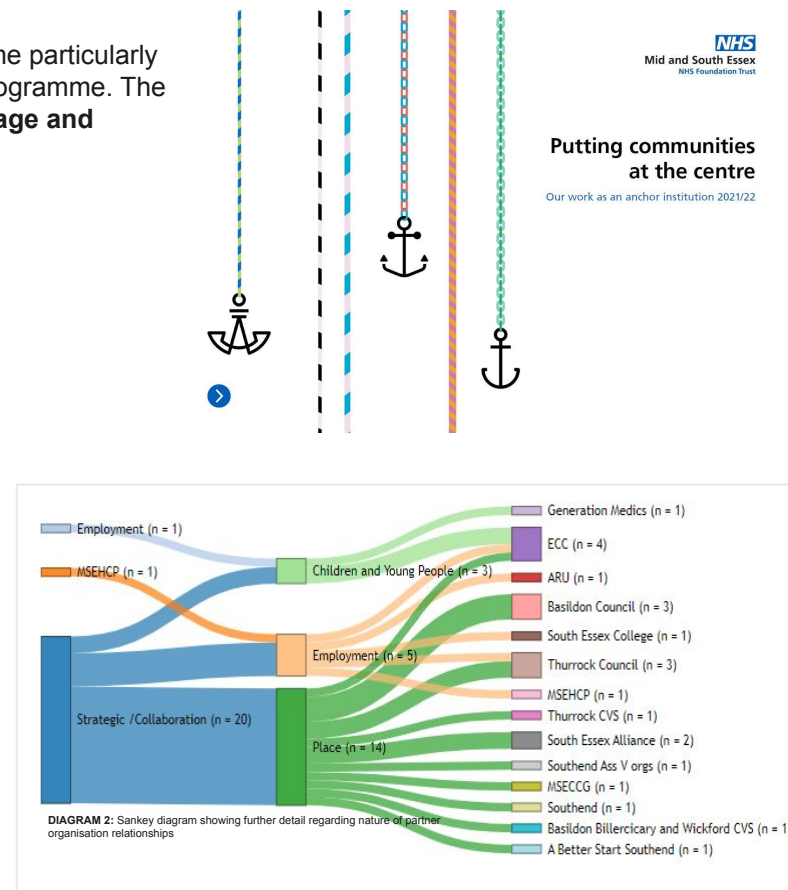 ne particularly
ogramme. The
age and
NHS
Mid and South Essex
NHS Foundation Trust
Putting communities
at the centre
Our work as an anchor institution 2021/22
Employment (n = 1)
MSEHCP (n = 1)
Strategic /Collaboration (n = 20)
Children and Young People (n = 3)
Employment (n = 5)
Place (n = 14)
Generation Medics (n = 1)
ECC (n = 4)
ARU (n = 1)
Basildon Council (n = 3)
South Essex College (n = 1)
Thurrock Council (n = 3)
MSEHCP (n = 1)
Thurrock CVS (n = 1)
South Essex Alliance (n = 2)
Southend Ass V orgs (n = 1)
MSECCG (n = 1)
Southend (n = 1)
Basildon Billercicary and Wickford CVS (n = 1
A Better Start Southend (n = 1)
DIAGRAM 2: Sankey diagram showing further detail regarding nature of partner
organisation relationships